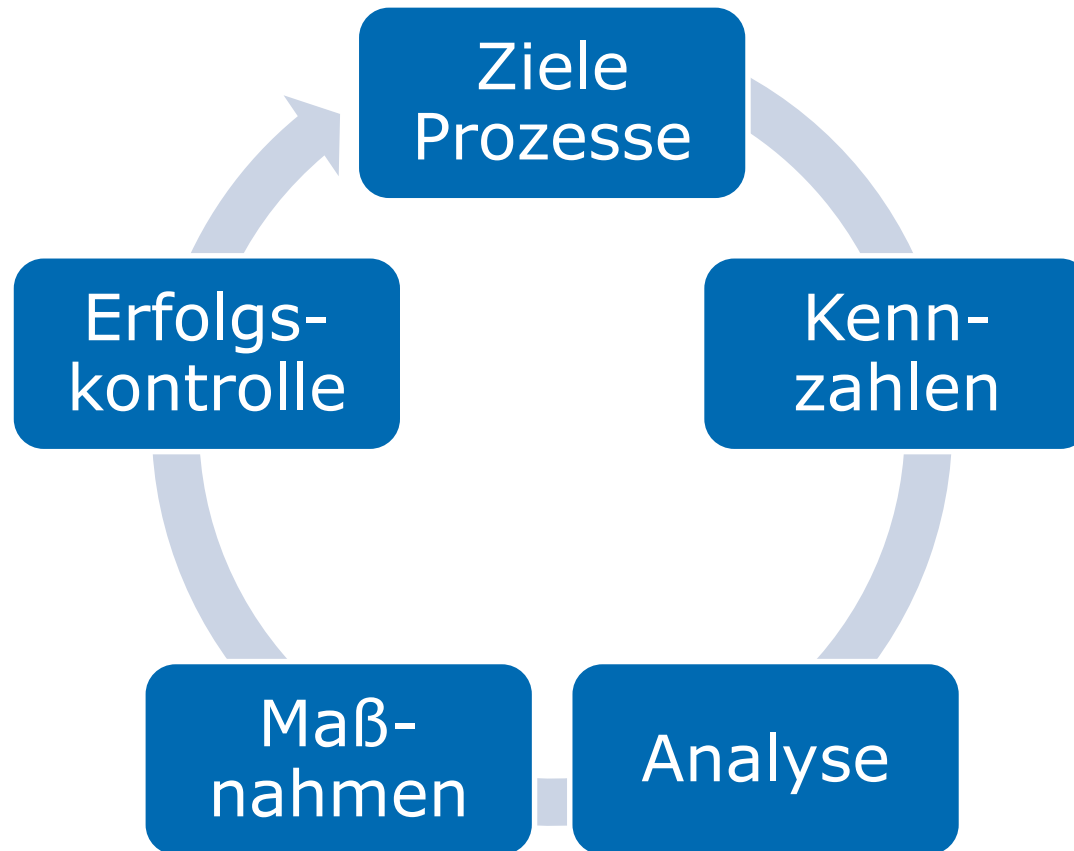 Ziele
Prozesse
Kenn-
zahlen
Analyse
Maß-
nahmen
Erfolgs-
kontrolle